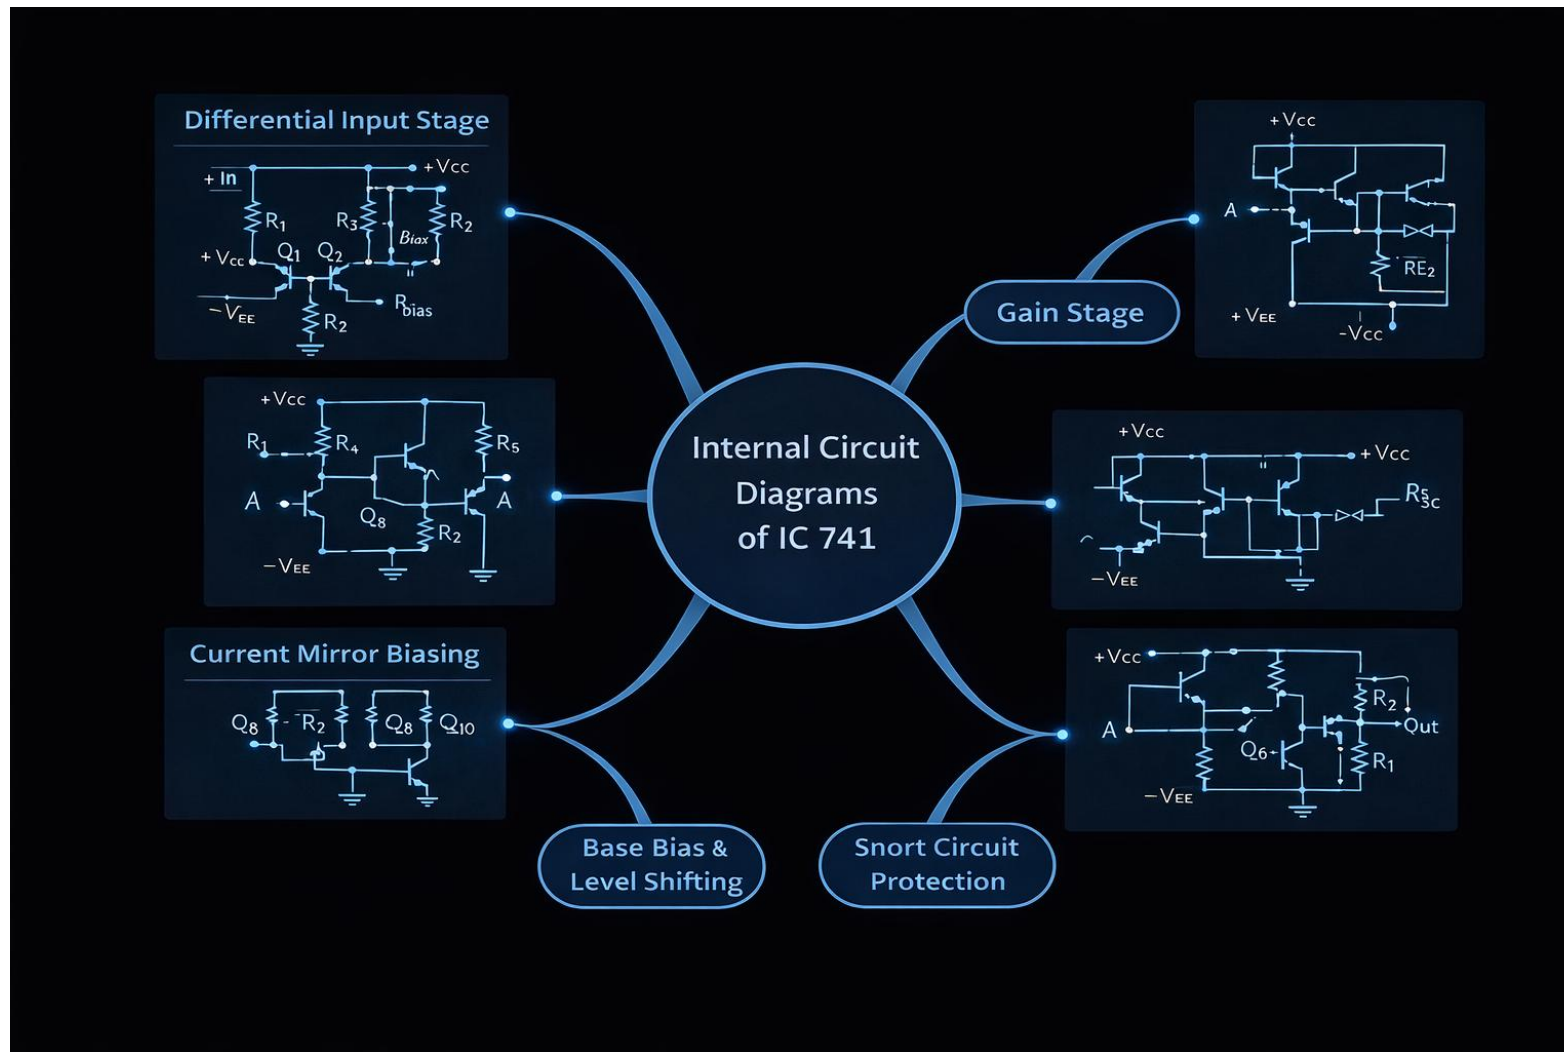 Differential Input Stage
+ In
+Vcc
R1
R3
Biax
R2
+Vcc
Q1
Q2
−VEE
R2
Rbias
+Vcc
R1
R4
R5
A
Q8
R2
A
−VEE
Current Mirror Biasing
Q8
R2
Q8
Q10
Base Bias &
Level Shifting
Internal Circuit
Diagrams
of IC 741
Gain Stage
+Vcc
A
RE2
+VEE
-Vcc
+Vcc
+Vcc
−VEE
+Vcc
R2
A
Qut
Q6
R1
−VEE
Snort Circuit
Protection